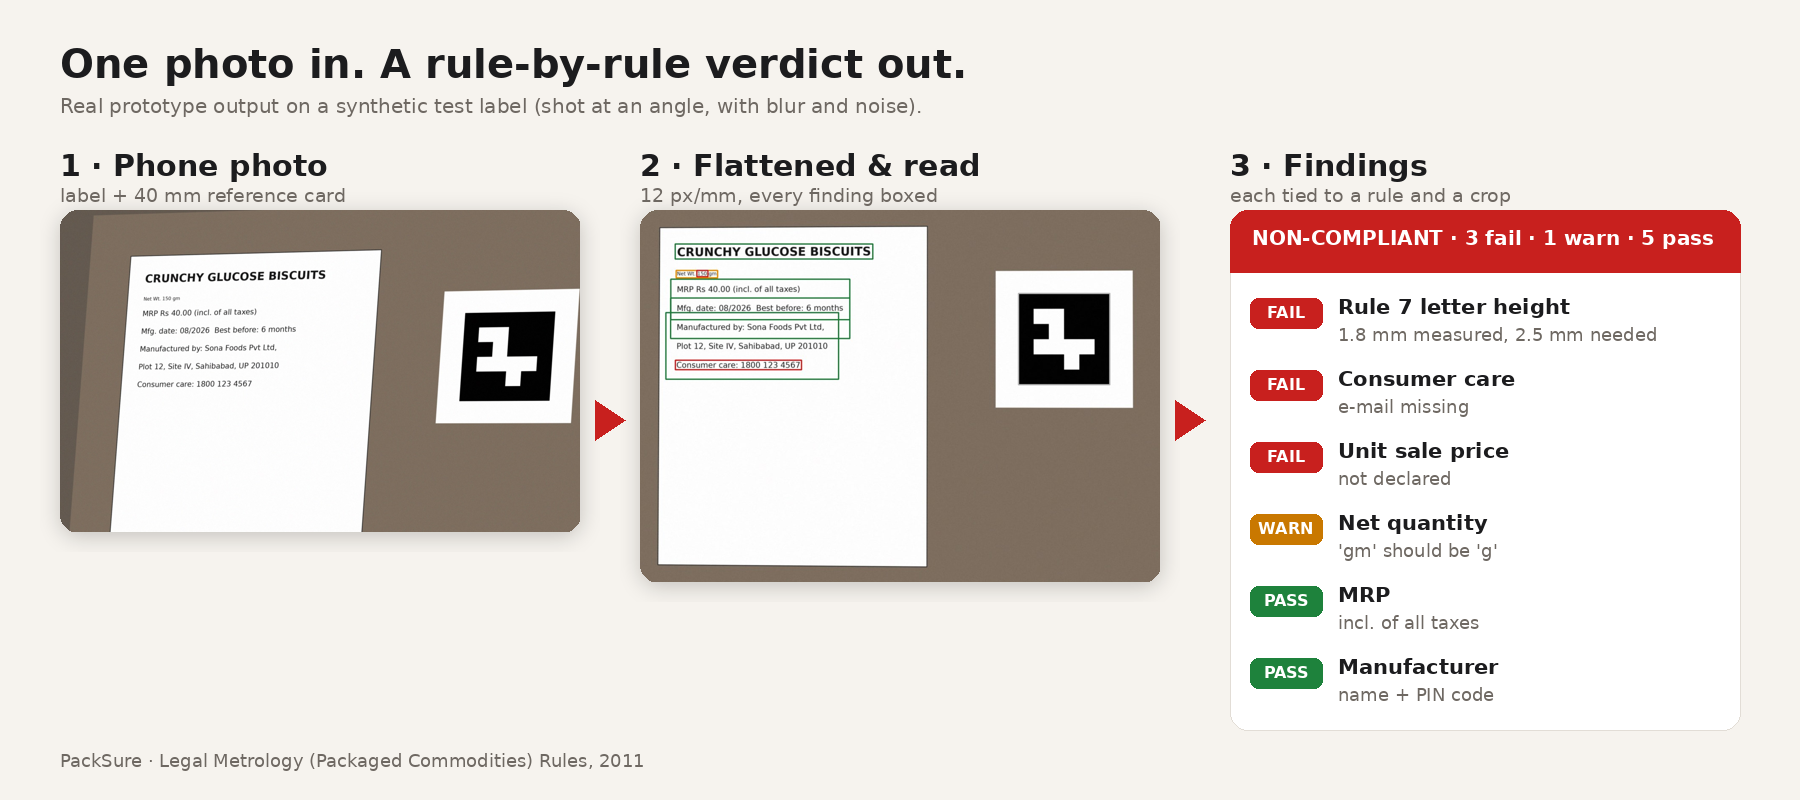 One photo in. A rule-by-rule verdict out.
Real prototype output on a synthetic test label (shot at an angle, with blur and noise).
1 · Phone photo
label + 40 mm reference card
CRUNCHY GLUCOSE BISCUITS
Net Wt. 150 gm
MRP Rs 40.00 (incl. of all taxes)
Mfg. date: 08/2026 Best before: 6 months
Manufactured by: Sona Foods Pvt Ltd,
Plot 12, Site IV, Sahibabad, UP 201010
Consumer care: 1800 123 4567
2 · Flattened & read
12 px/mm, every finding boxed
CRUNCHY GLUCOSE BISCUITS
Net Wt. 150 gm
MRP Rs 40.00 (incl. of all taxes)
Mfg. date: 08/2026 Best before: 6 months
Manufactured by: Sona Foods Pvt Ltd,
Plot 12, Site IV, Sahibabad, UP 201010
Consumer care: 1800 123 4567
3 · Findings
each tied to a rule and a crop
NON-COMPLIANT · 3 fail · 1 warn · 5 pass
FAIL Rule 7 letter height
1.8 mm measured, 2.5 mm needed
FAIL Consumer care
e-mail missing
FAIL Unit sale price
not declared
WARN Net quantity
'gm' should be 'g'
PASS MRP
incl. of all taxes
PASS Manufacturer
name + PIN code
PackSure · Legal Metrology (Packaged Commodities) Rules, 2011